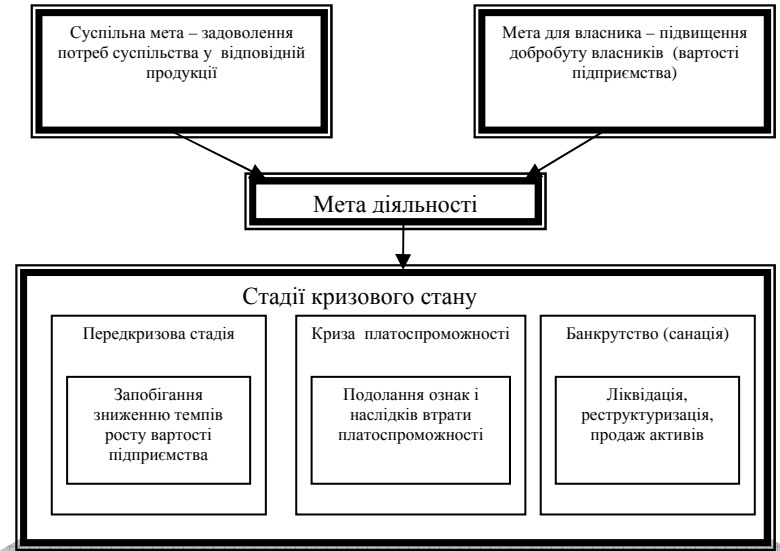 Суспільна мета – задоволення
потреб суспільства у відповідній
продукції
Мета для власника – підвищення
добробуту власників (вартості
підприємства)
Мета діяльності
Стадії кризового стану
Передкризова стадія
Запобігання
зниженню темпів
росту вартості
підприємства
Криза платоспроможності
Подолання ознак і
наслідків втрати
платоспроможності
Банкрутство (санація)
Ліквідація,
реструктуризація,
продаж активів